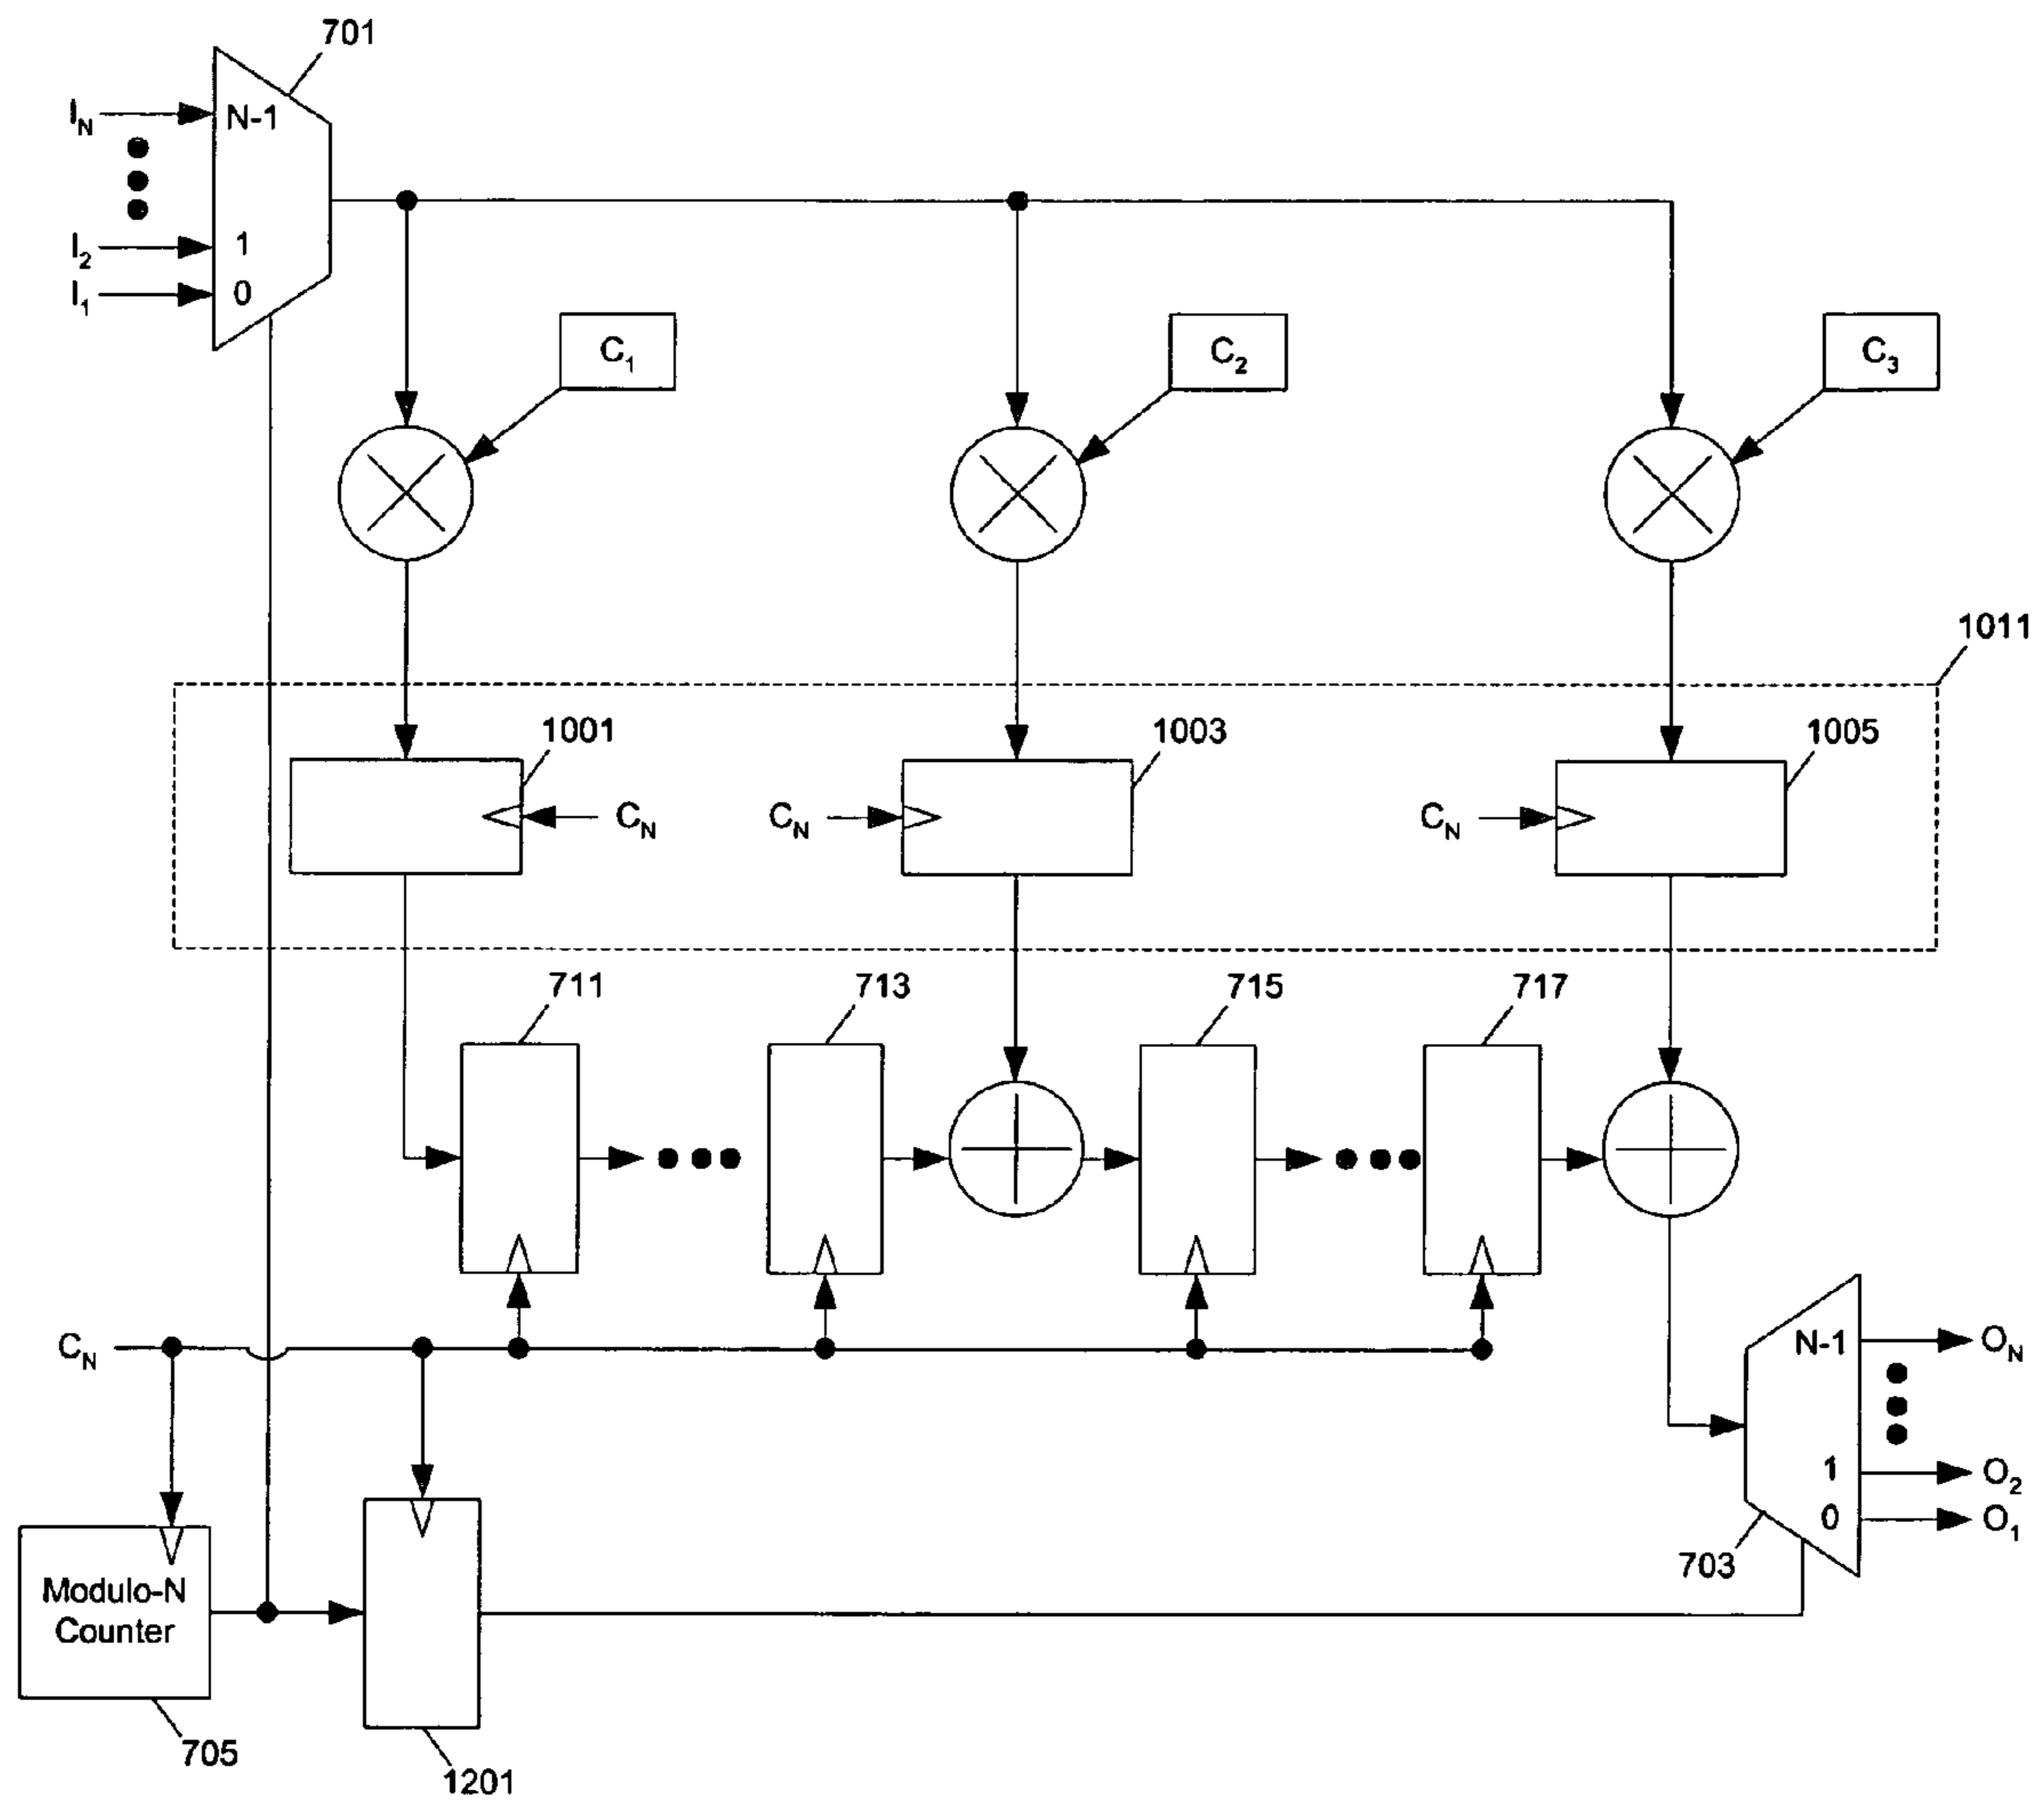 701
I_N
N-1
I_2
1
I_1
0
C_1
C_2
C_3
1011
1001
1003
1005
C_N
C_N
C_N
711
713
715
717
C_N
N-1
O_N
1
O_2
0
O_1
703
Modulo-N
Counter
705
1201